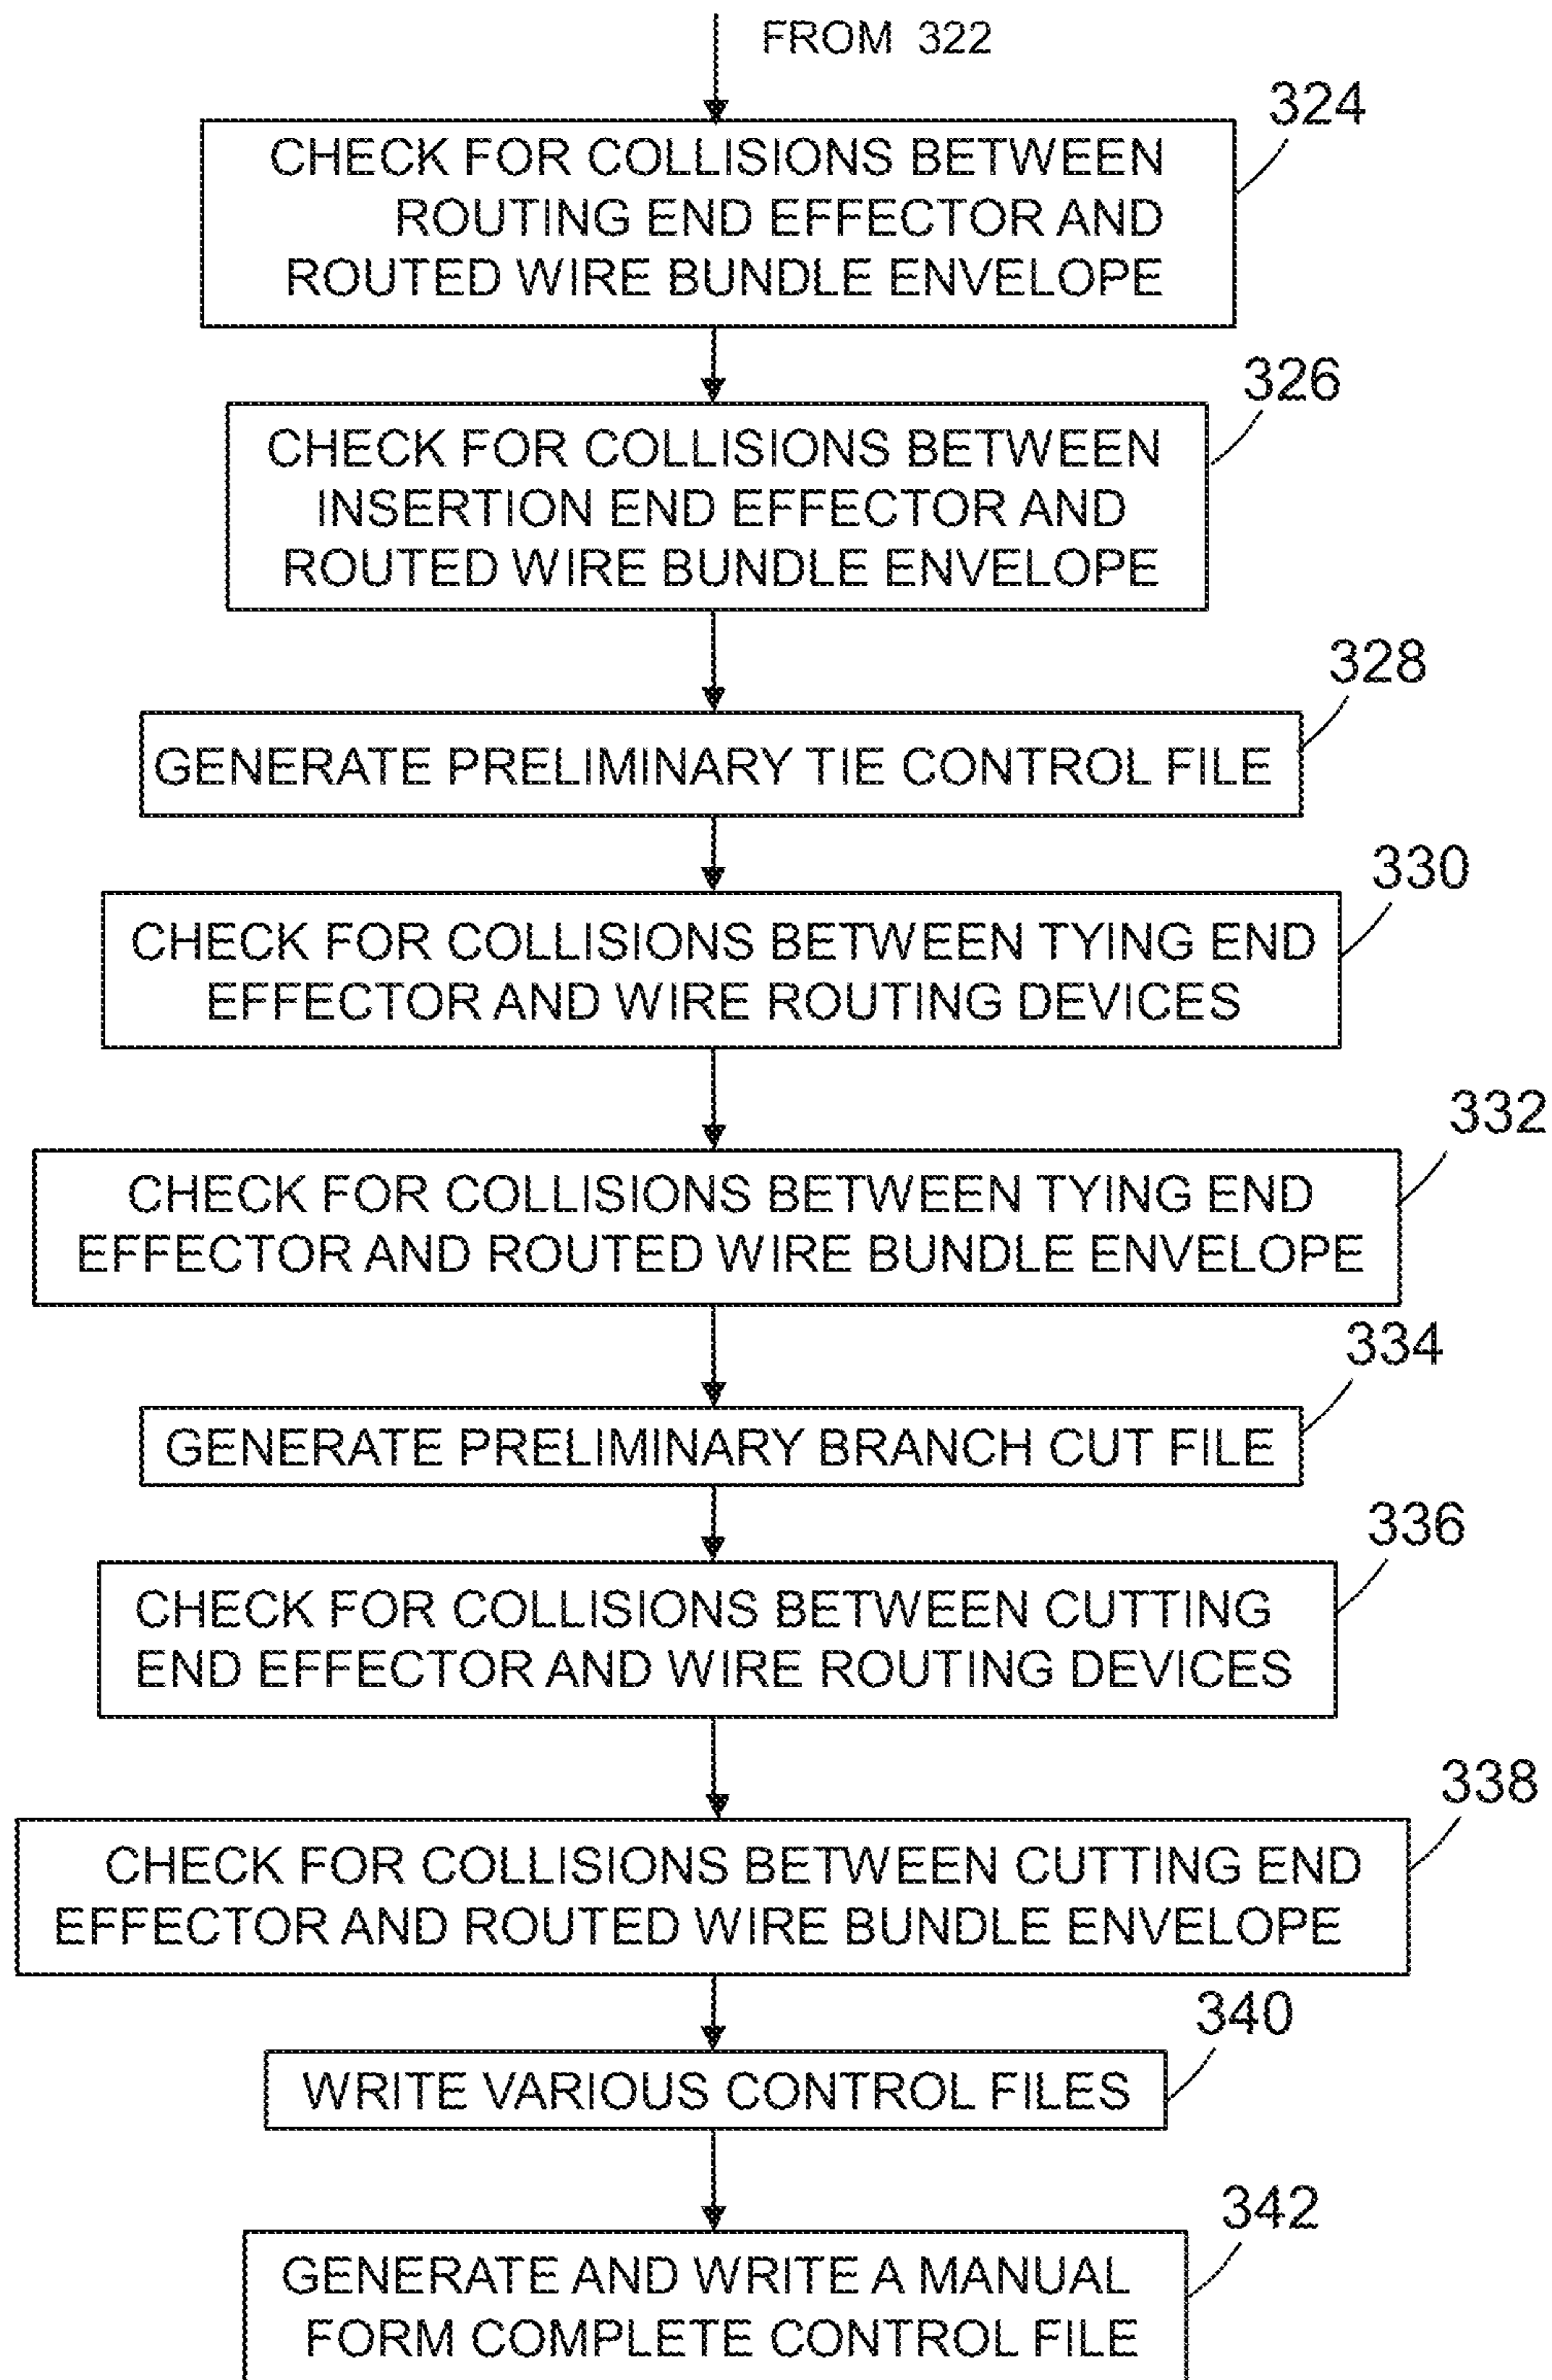 FROM 322
324
CHECK FOR COLLISIONS BETWEEN
ROUTING END EFFECTOR AND
ROUTED WIRE BUNDLE ENVELOPE
326
CHECK FOR COLLISIONS BETWEEN
INSERTION END EFFECTOR AND
ROUTED WIRE BUNDLE ENVELOPE
328
GENERATE PRELIMINARY TIE CONTROL FILE
330
CHECK FOR COLLISIONS BETWEEN TYING END
EFFECTOR AND WIRE ROUTING DEVICES
332
CHECK FOR COLLISIONS BETWEEN TYING END
EFFECTOR AND ROUTED WIRE BUNDLE ENVELOPE
334
GENERATE PRELIMINARY BRANCH CUT FILE
336
CHECK FOR COLLISIONS BETWEEN CUTTING
END EFFECTOR AND WIRE ROUTING DEVICES
338
CHECK FOR COLLISIONS BETWEEN CUTTING END
EFFECTOR AND ROUTED WIRE BUNDLE ENVELOPE
340
WRITE VARIOUS CONTROL FILES
342
GENERATE AND WRITE A MANUAL
FORM COMPLETE CONTROL FILE